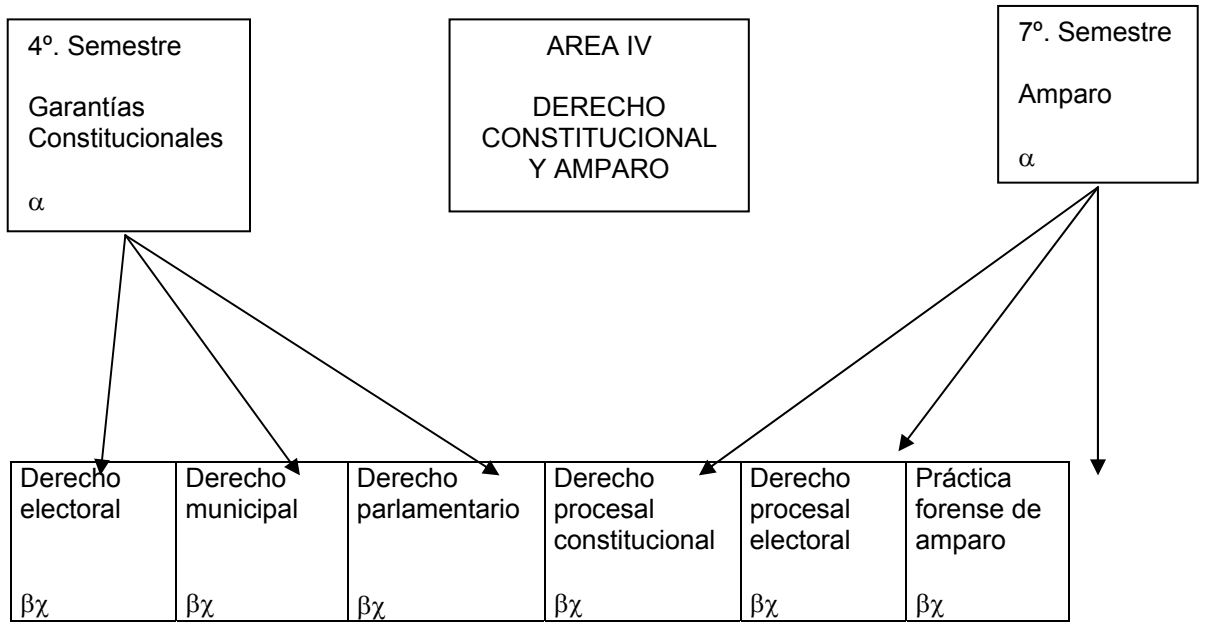 4º. Semestre
Garantías
Constitucionales
α
AREA IV
DERECHO
CONSTITUCIONAL
Y AMPARO
7º. Semestre
Amparo
α
Derecho
electoral
βχ
Derecho
municipal
βχ
Derecho
parlamentario
βχ
Derecho
procesal
constitucional
βχ
Derecho
procesal
electoral
βχ
Práctica
forense de
amparo
βχ